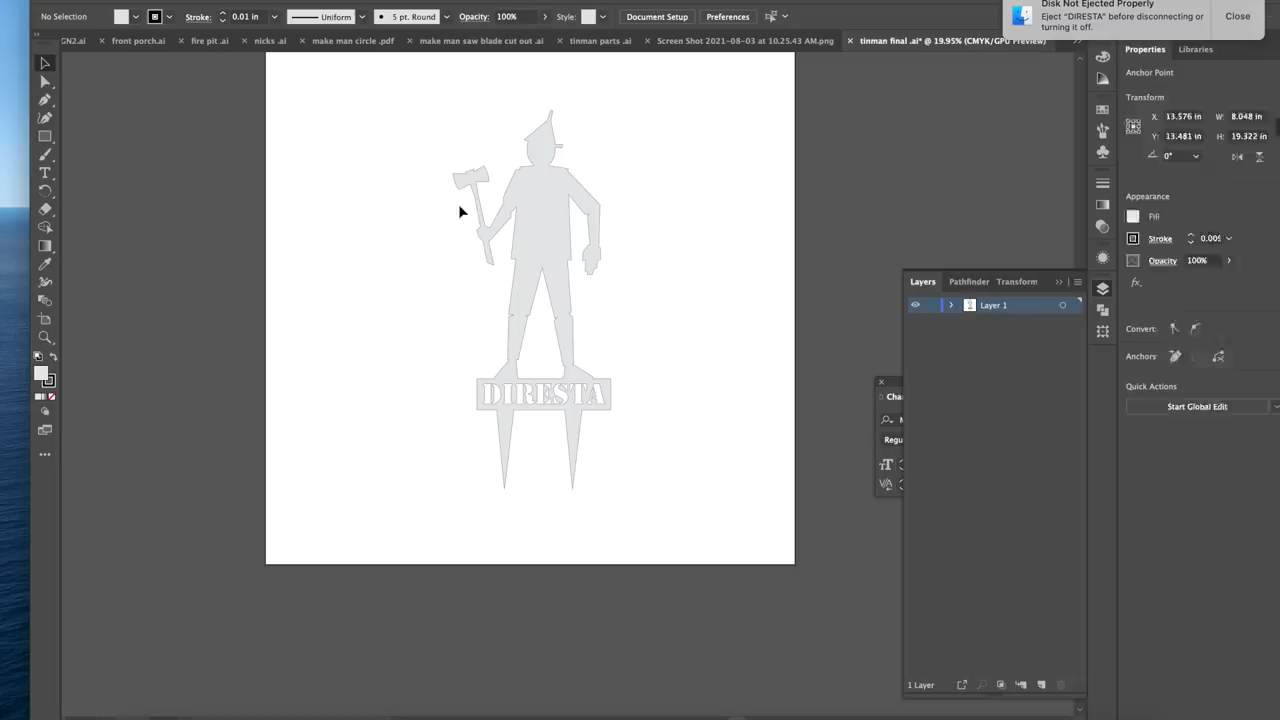 Disk Not Ejected Properly
Eject "DIRESTA" before disconnecting or
turning it off.
Close
No Selection
Stroke:
0.01 in
Uniform
5 pt. Round
Opacity:
100%
Style:
Document Setup
Preferences
GN2.ai
front porch.ai
fire pit .ai
nicks .ai
make man circle .pdf
make man saw blade cut out .ai
tinman parts .ai
Screen Shot 2021-08-03 at 10.25.43 AM.png
tinman final .ai* @ 19.95% (CMYK/GPU Preview)
Properties
Libraries
Anchor Point
Transform
X:
13.576 in
W:
8.048 in
Y:
13.481 in
H:
19.322 in
0°
Appearance
Fill
Stroke
0.009
Opacity
100%
fx.
Layers
Pathfinder
Transform
Layer 1
Convert:
Anchors:
Quick Actions
Start Global Edit
DIRESTA
Cha
Regu
1 Layer